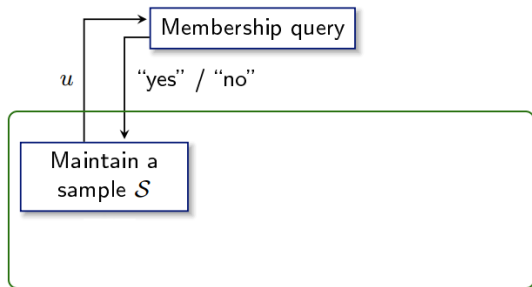 Membership query
u
“yes” / “no”
Maintain a
sample 𝒮